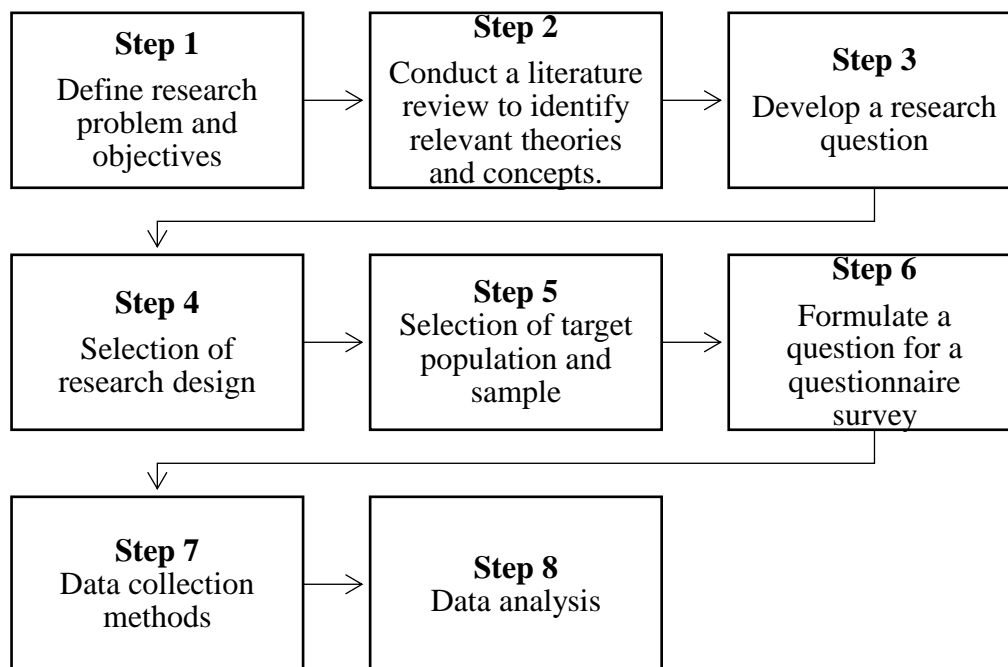 Step 1
Define research
problem and
objectives
Step 2
Conduct a literature
review to identify
relevant theories
and concepts.
Step 3
Develop a research
question
Step 4
Selection of
research design
Step 5
Selection of target
population and
sample
Step 6
Formulate a
question for a
questionnaire
survey
Step 7
Data collection
methods
Step 8
Data analysis